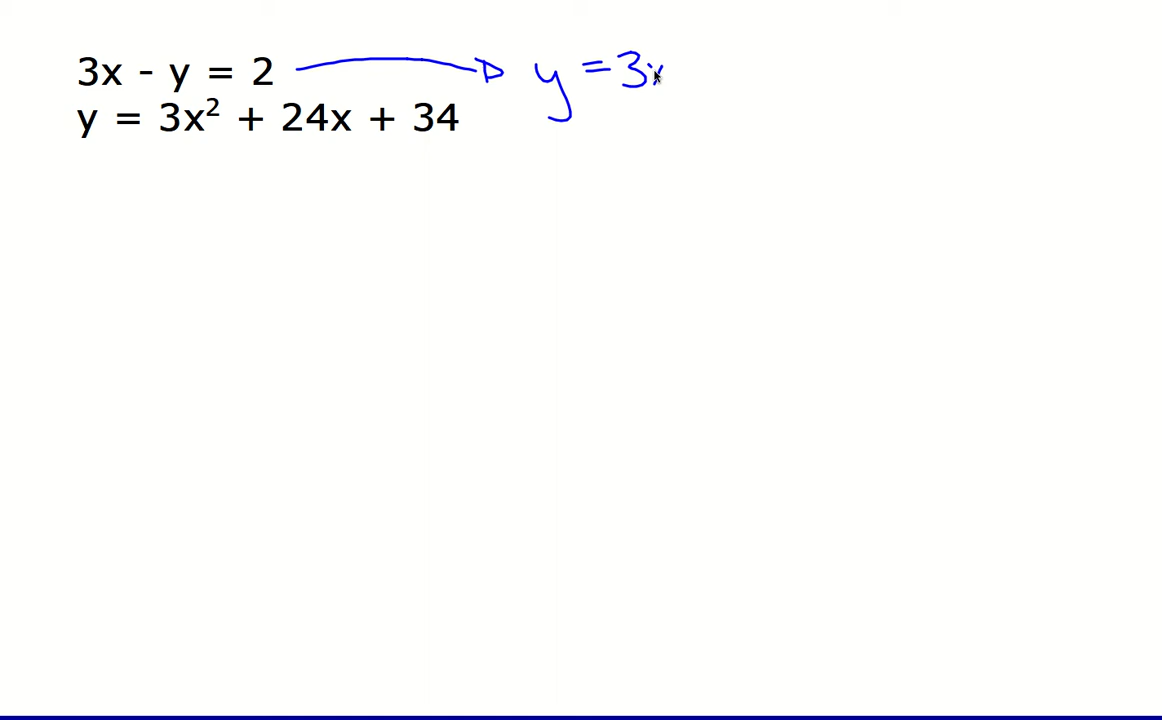 3x - y = 2 y = 3x
y = 3x² + 24x + 34